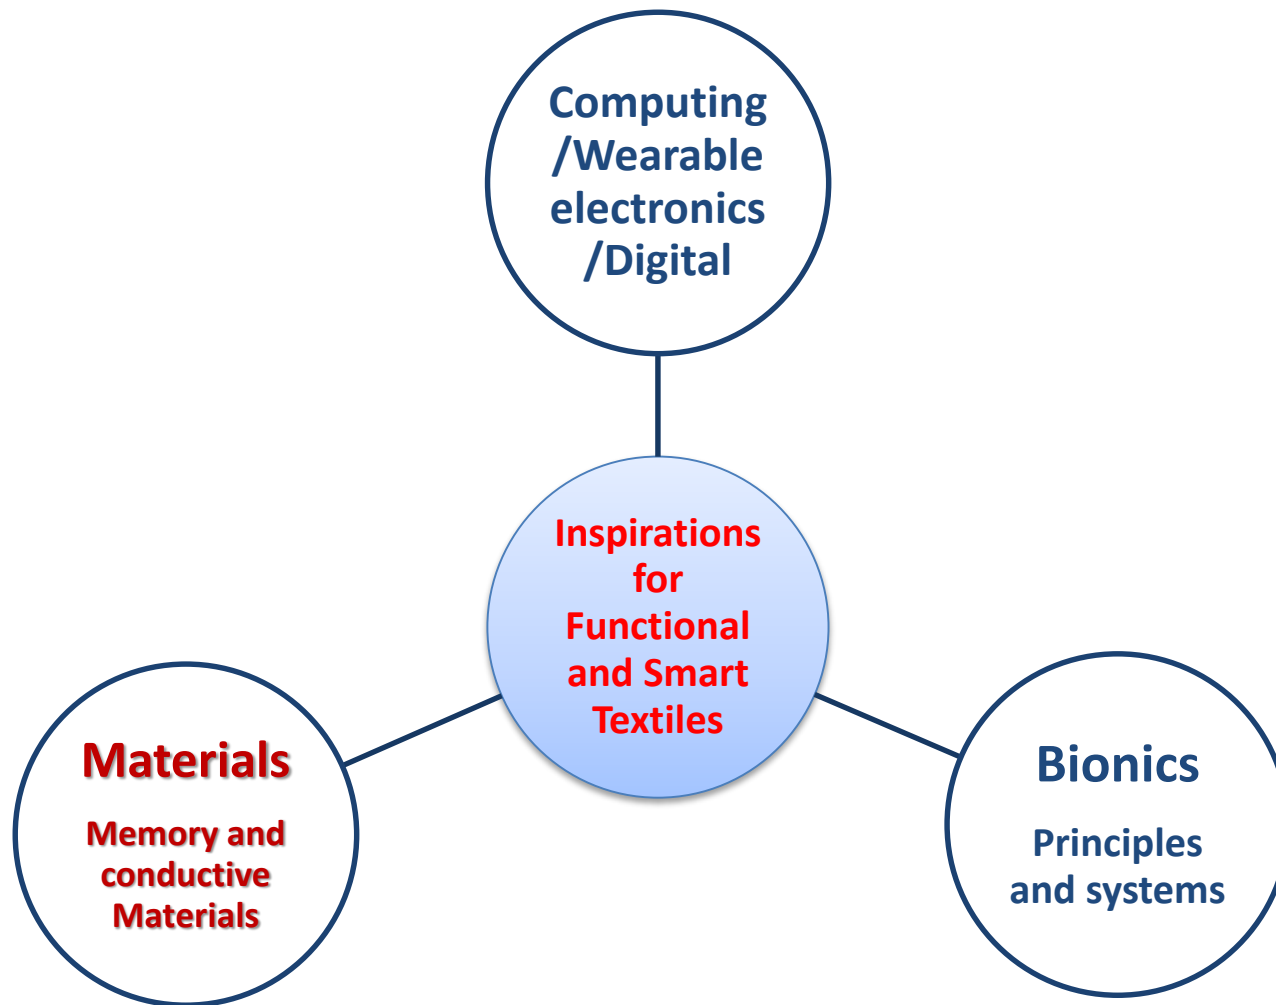 Computing
/Wearable
electronics
/Digital
Inspirations
for
Functional
and Smart
Textiles
Materials
Memory and
conductive
Materials
Bionics
Principles
and systems